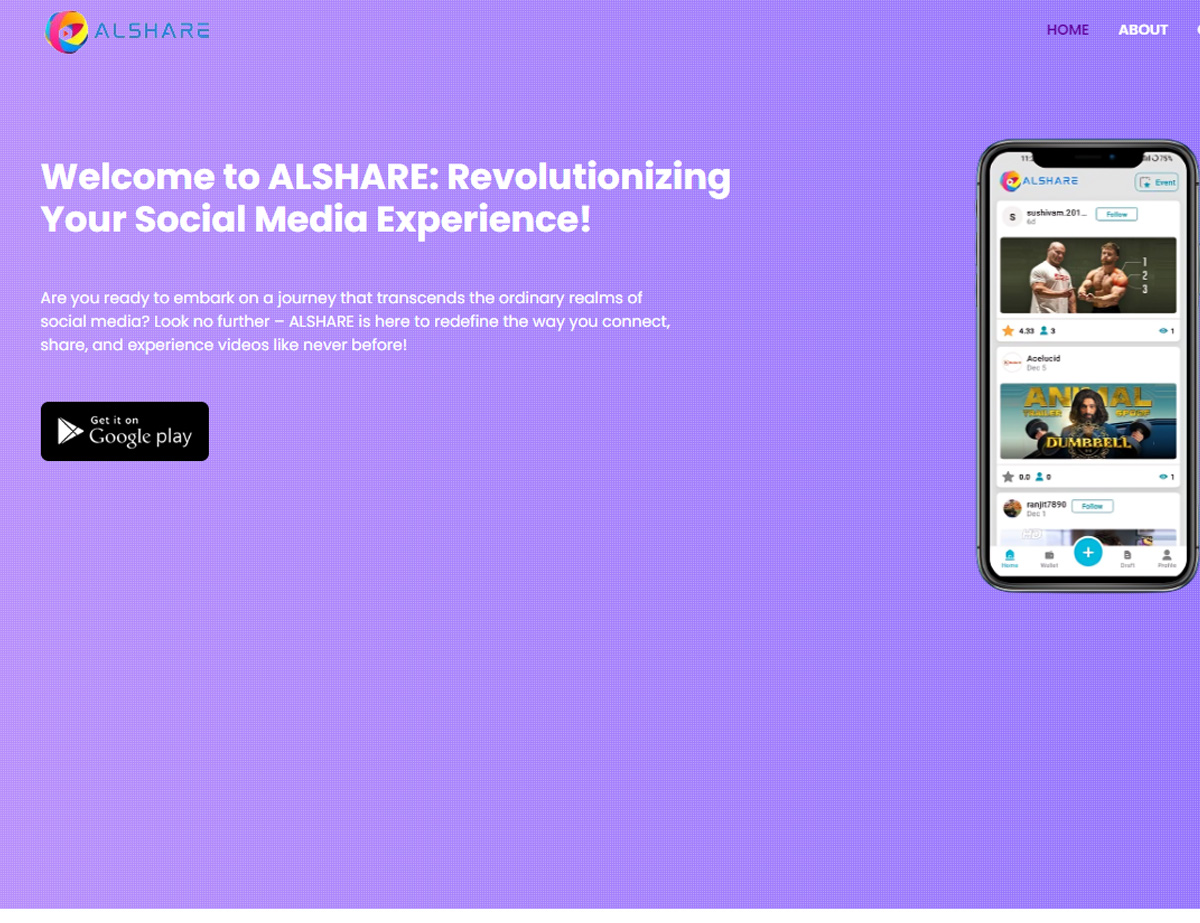 ALSHARE
HOME
ABOUT
Welcome to ALSHARE: Revolutionizing
Your Social Media Experience!
Are you ready to embark on a journey that transcends the ordinary realms of
social media? Look no further – ALSHARE is here to redefine the way you connect,
share, and experience videos like never before!
Get it on
Google play
75%
ALSHARE
Event
S
sushivam.201...
Follow
6d
1
2
3
4.33
3
1
Acelucid
Dec 5
ANIMAL
DUMBBELL
0.0
0
1
ranjit7890
Follow
Dec 1
HD
Home
Wallet
Draft
Profile